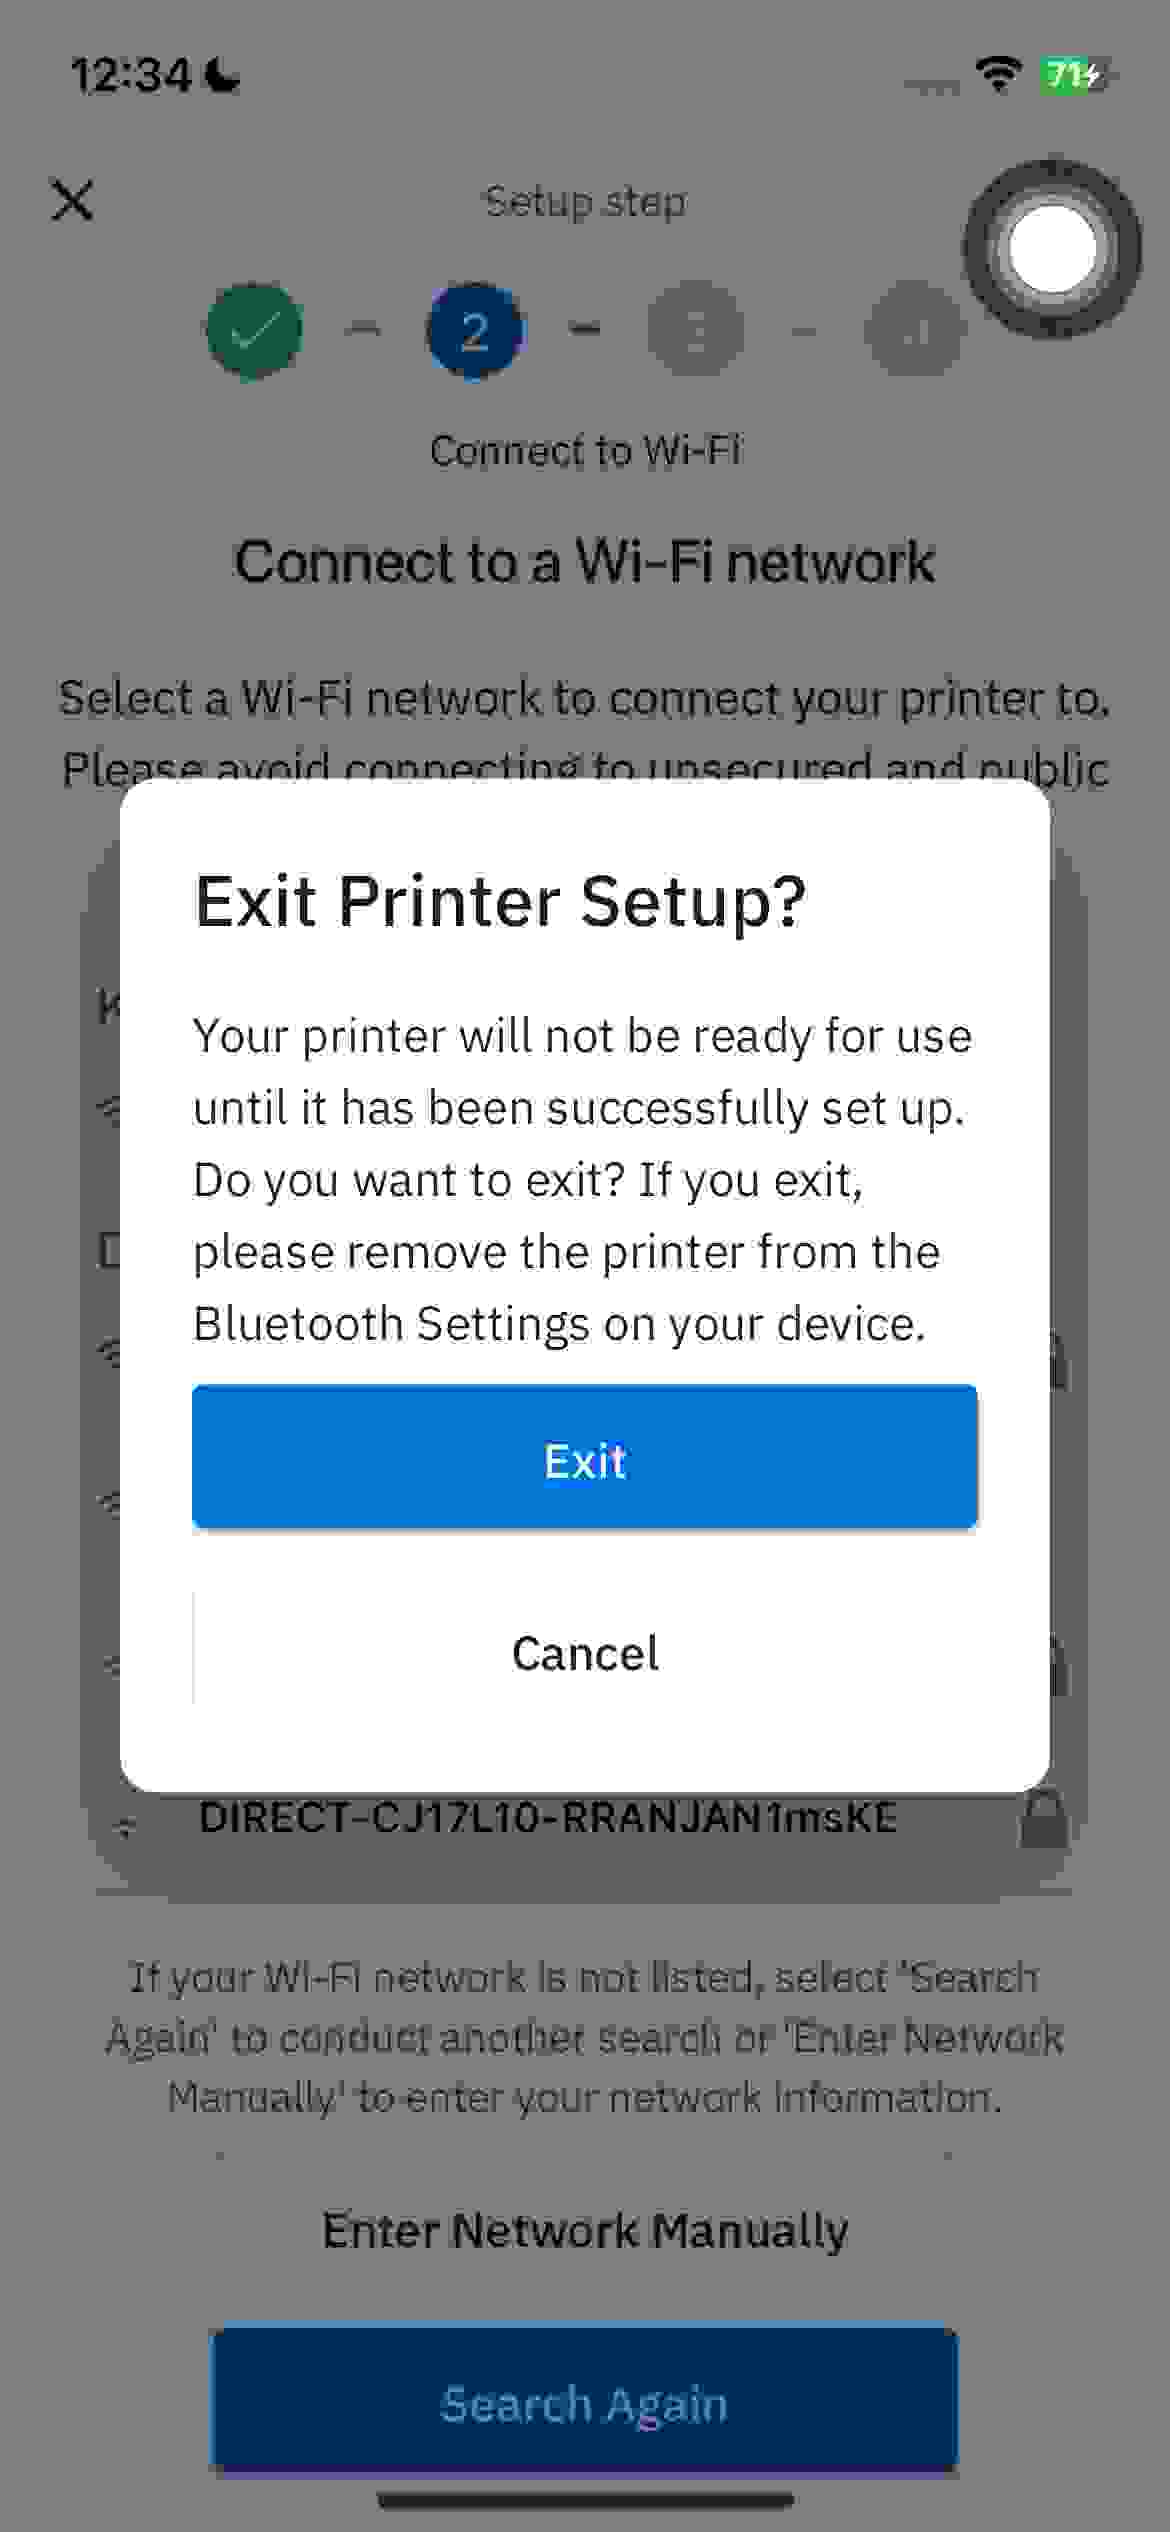 12:34
71
Setup step
2
Connect to Wi-Fi
Connect to a Wi-Fi network
Select a Wi-Fi network to connect your printer to.
Please avoid connecting to unsecured and public
Exit Printer Setup?
Your printer will not be ready for use
until it has been successfully set up.
Do you want to exit? If you exit,
please remove the printer from the
Bluetooth Settings on your device.
Exit
Cancel
DIRECT-CJ17L10-RRANJAN1msKE
If your Wi-Fi network is not listed, select 'Search
Again' to conduct another search or 'Enter Network
Manually' to enter your network information.
Enter Network Manually
Search Again